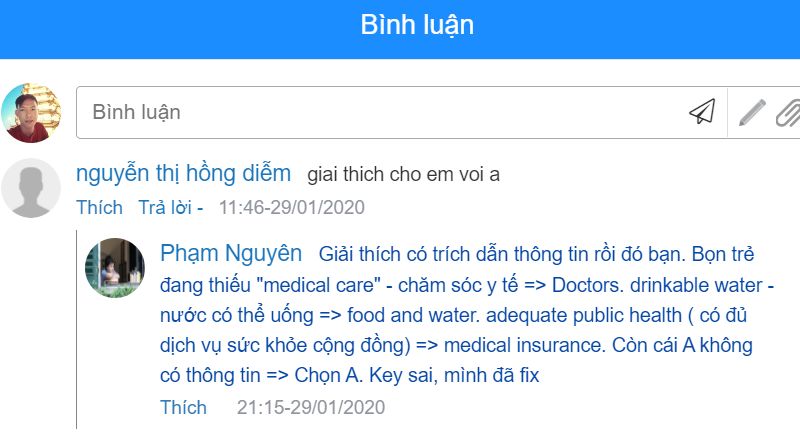 Bình luận
Bình luận
nguyễn thị hồng diễm giai thich cho em voi a
Thích Trả lời - 11:46-29/01/2020
Phạm Nguyên Giải thích có trích dẫn thông tin rồi đó bạn. Bọn trẻ
đang thiếu "medical care" - chăm sóc y tế => Doctors. drinkable water -
nước có thể uống => food and water. adequate public health ( có đủ
dịch vụ sức khỏe cộng đồng) => medical insurance. Còn cái A không
có thông tin => Chọn A. Key sai, mình đã fix
Thích 21:15-29/01/2020